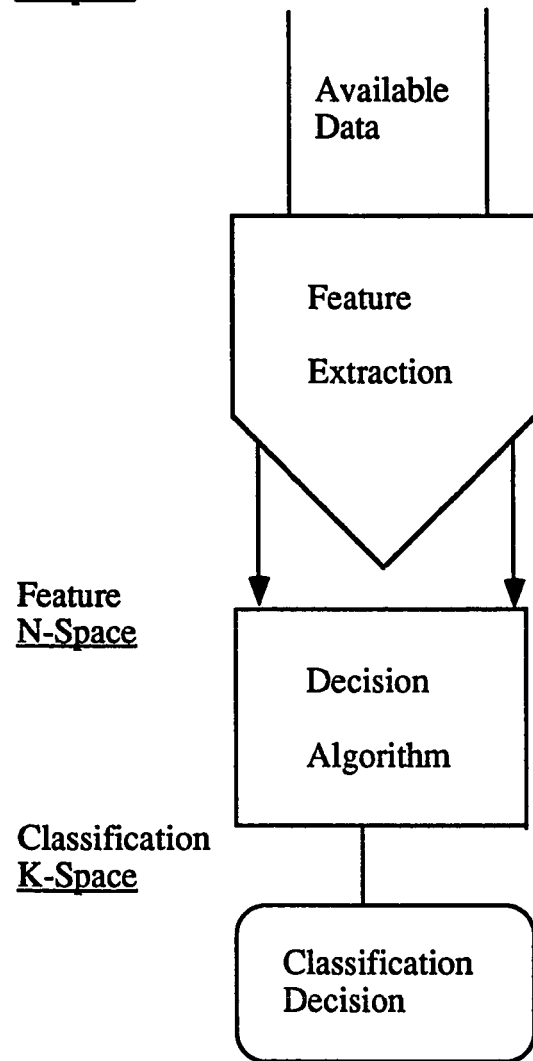 Available
Data
Feature
Extraction
Feature
N-Space
Decision
Algorithm
Classification
K-Space
Classification
Decision